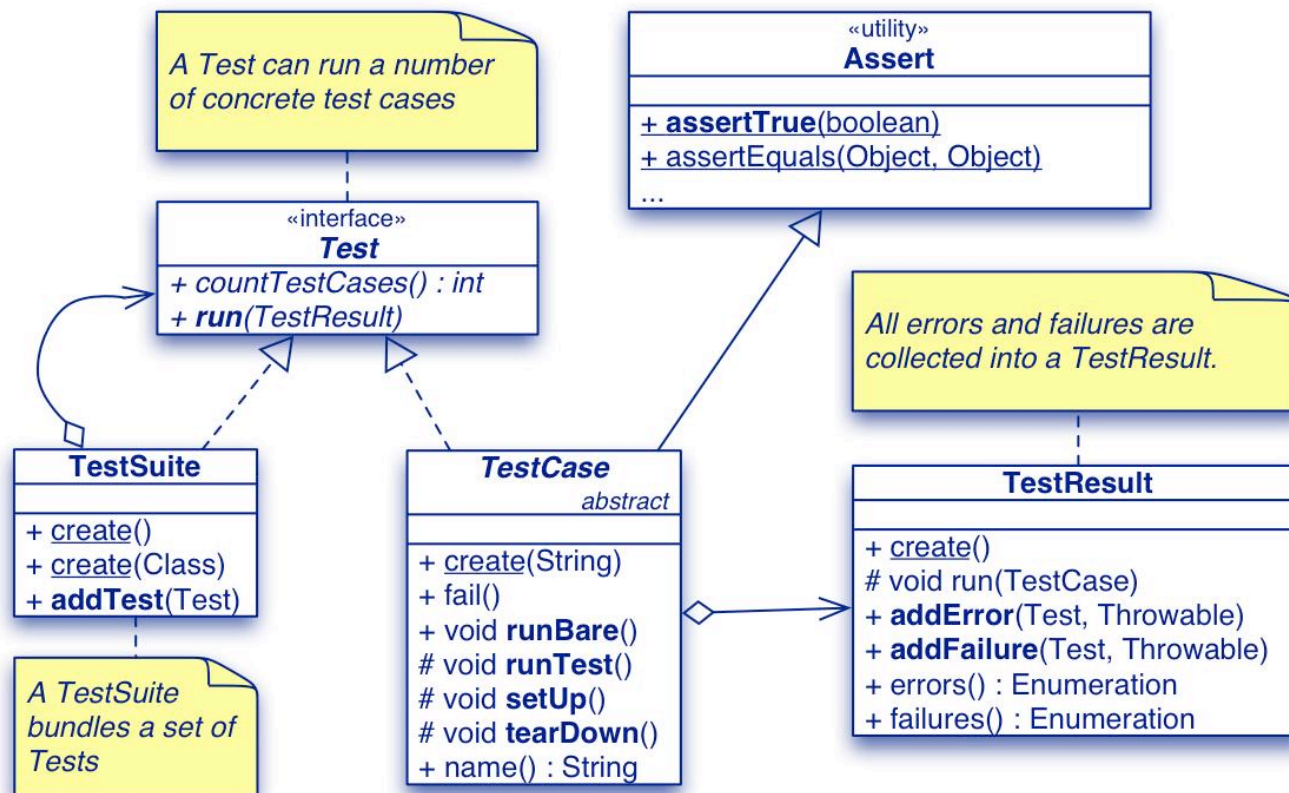 A Test can run a number
of concrete test cases
«utility»
Assert
+ assertTrue(boolean)
+ assertEquals(Object, Object)
...
«interface»
Test
+ countTestCases() : int
+ run(TestResult)
All errors and failures are
collected into a TestResult.
TestSuite
+ create()
+ create(Class)
+ addTest(Test)
A TestSuite
bundles a set of
Tests
TestCase
abstract
+ create(String)
+ fail()
+ void runBare()
# void runTest()
# void setUp()
# void tearDown()
+ name() : String
TestResult
+ create()
# void run(TestCase)
+ addError(Test, Throwable)
+ addFailure(Test, Throwable)
+ errors() : Enumeration
+ failures() : Enumeration